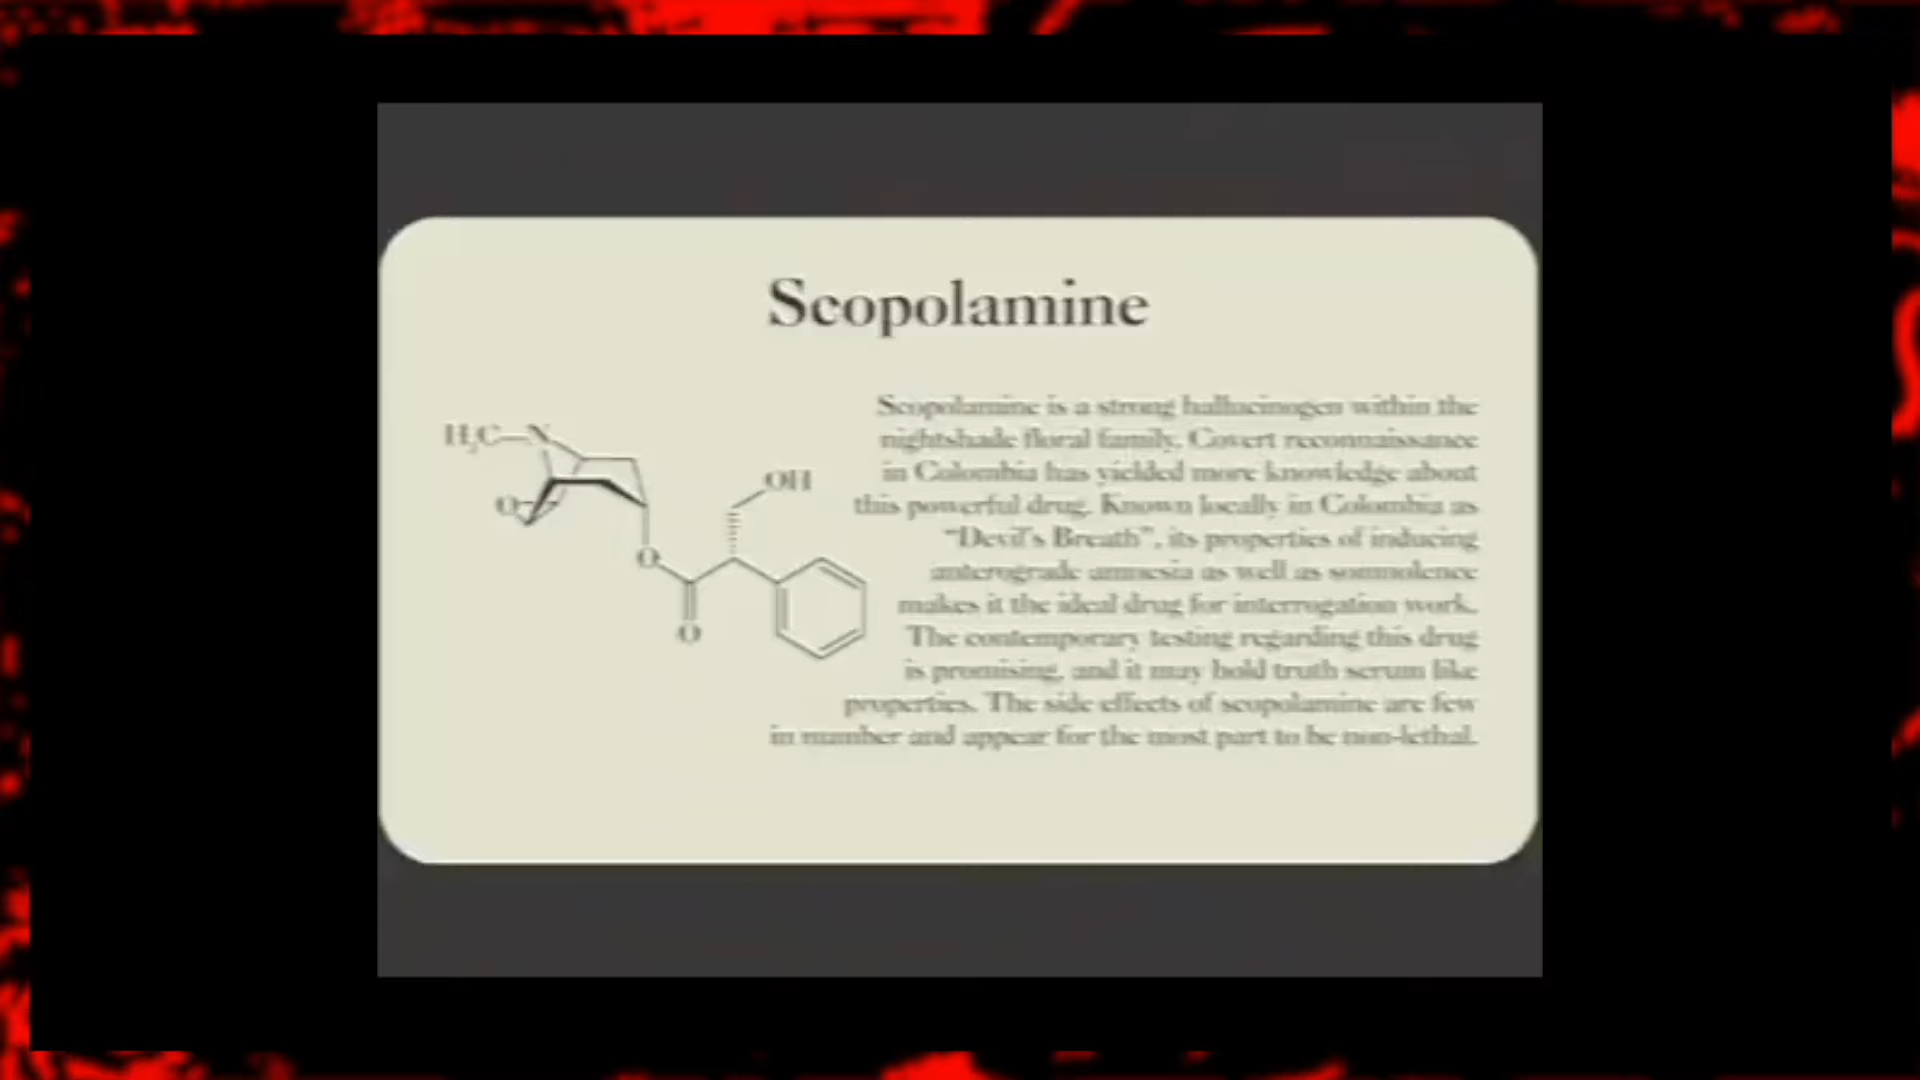 Scopolamine
Scopolamine is a strong hallucinogen within the
nightshade floral family. Covert reconnaissance
in Colombia has yielded more knowledge about
this powerful drug. Known locally in Colombia as
"Devil's Breath", its properties of inducing
anterograde amnesia as well as somnolence
makes it the ideal drug for interrogation work.
The contemporary testing regarding this drug
is promising, and it may hold truth serum like
properties. The side effects of scopolamine are few
in number and appear for the most part to be non-lethal.
H₃C
N
O
OH
O
O